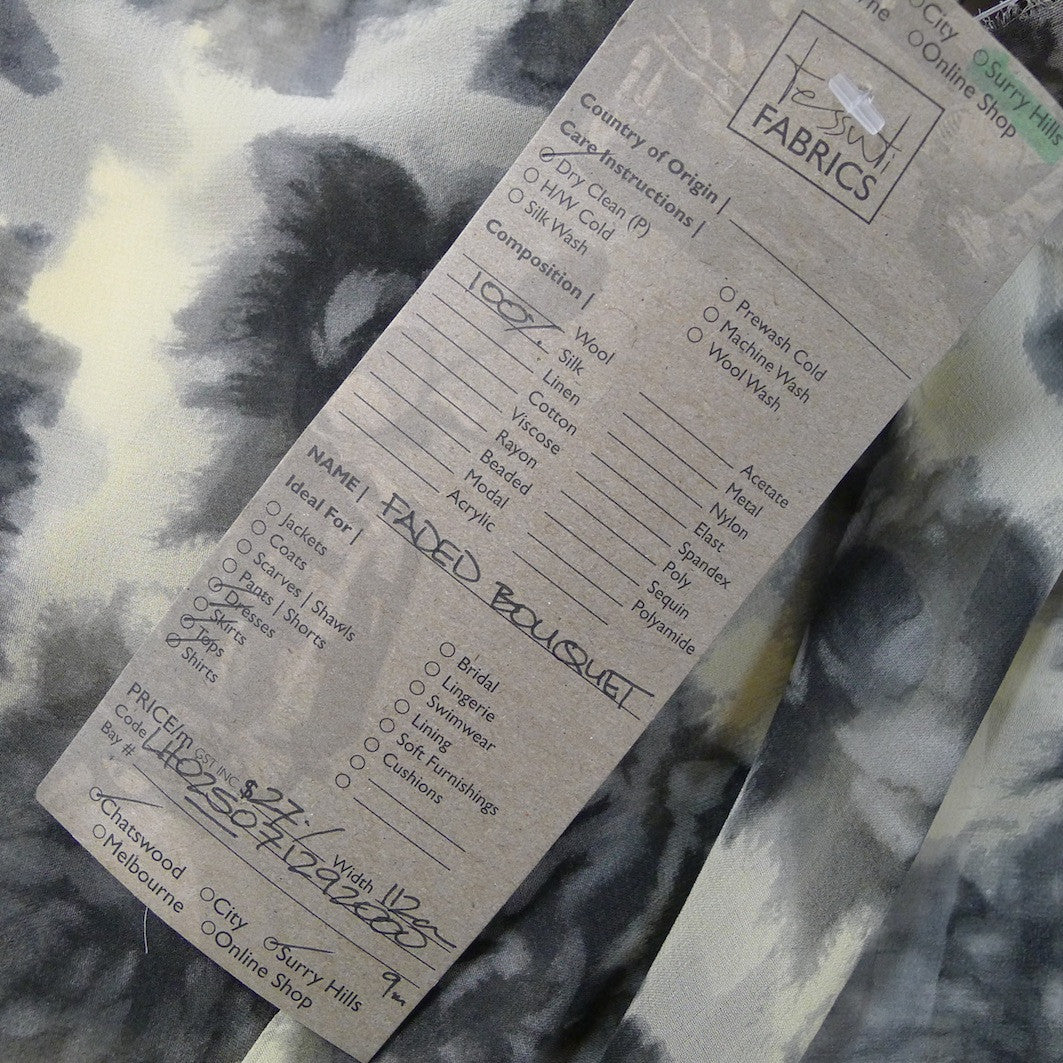 yne
City
Online Shop
Surry Hills
Tessuti
FABRICS
Country of Origin |
Care Instructions |
Dry Clean (P)
H/W Cold
Silk Wash
Prewash Cold
Machine Wash
Wool Wash
Composition |
Wool
100% Silk
Linen
Cotton
Viscose
Rayon
Beaded
Modal
Acrylic
Acetate
Metal
Nylon
Elast
Spandex
Poly
Sequin
Polyamide
NAME | FADED BOUQUET
Ideal For |
Jackets
Coats
Scarves | Shawls
Pants | Shorts
Dresses
Skirts
Tops
Shirts
Bridal
Lingerie
Swimwear
Lining
Soft Furnishings
Cushions
PRICE/m GST INC $27/ Width 112cm
Code LH025071292000
Bay #
9m
Chatswood
Melbourne
City
Online Shop
Surry Hills